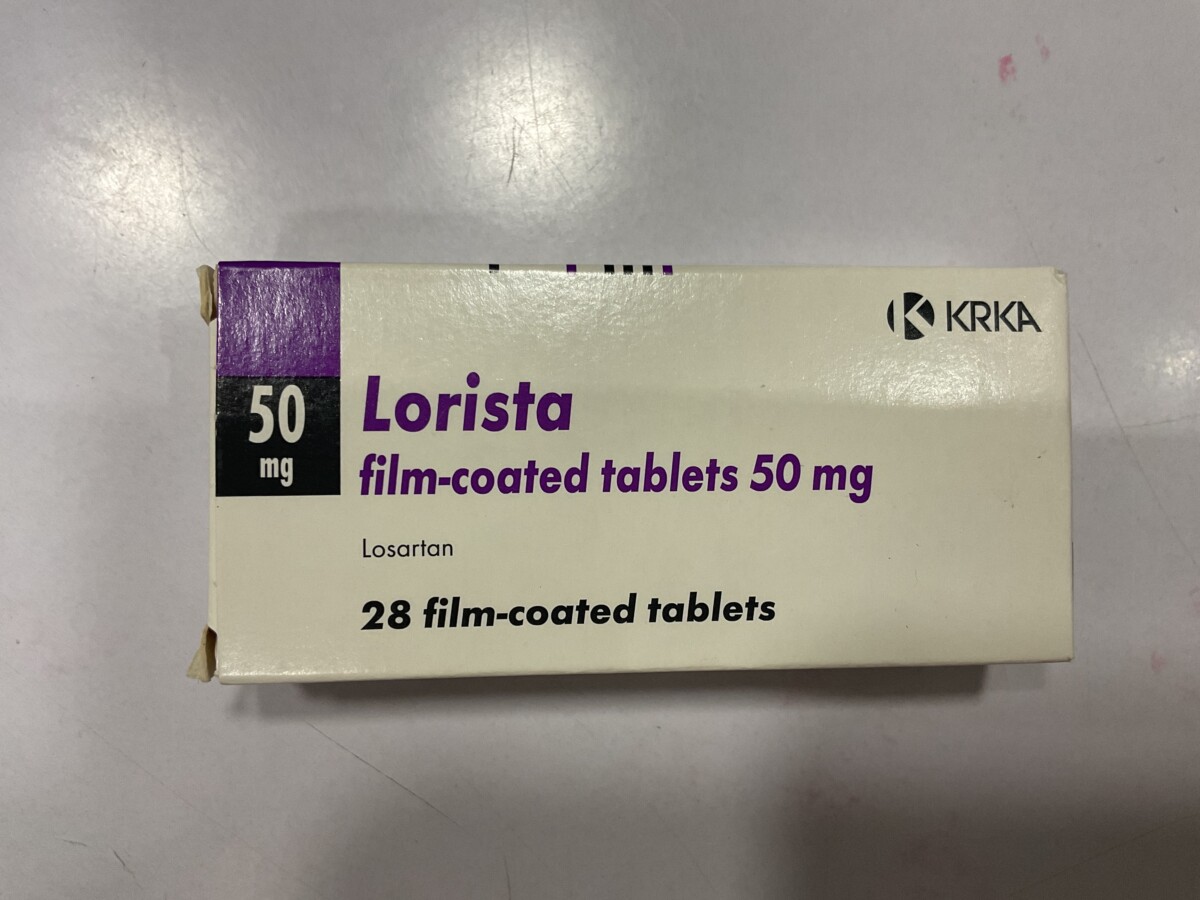 KRKA
50
mg
Lorista
film-coated tablets 50 mg
Losartan
28 film-coated tablets